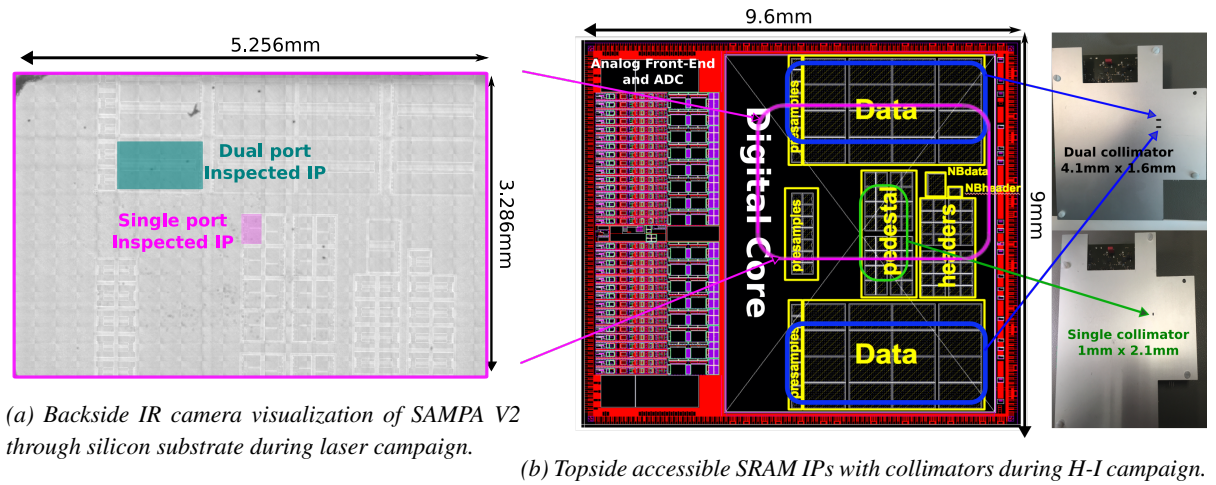 5.256mm
3.286mm
Dual port
Inspected IP
Single port
Inspected IP
(a) Backside IR camera visualization of SAMPA V2
through silicon substrate during laser campaign.
9.6mm
9mm
Analog Front-End
and ADC
Digital Core
presamples
Data
NBdata
NBheader
presamples
pedestal
headers
presamples
Data
Dual collimator
4.1mm x 1.6mm
Single collimator
1mm x 2.1mm
(b) Topside accessible SRAM IPs with collimators during H-I campaign.